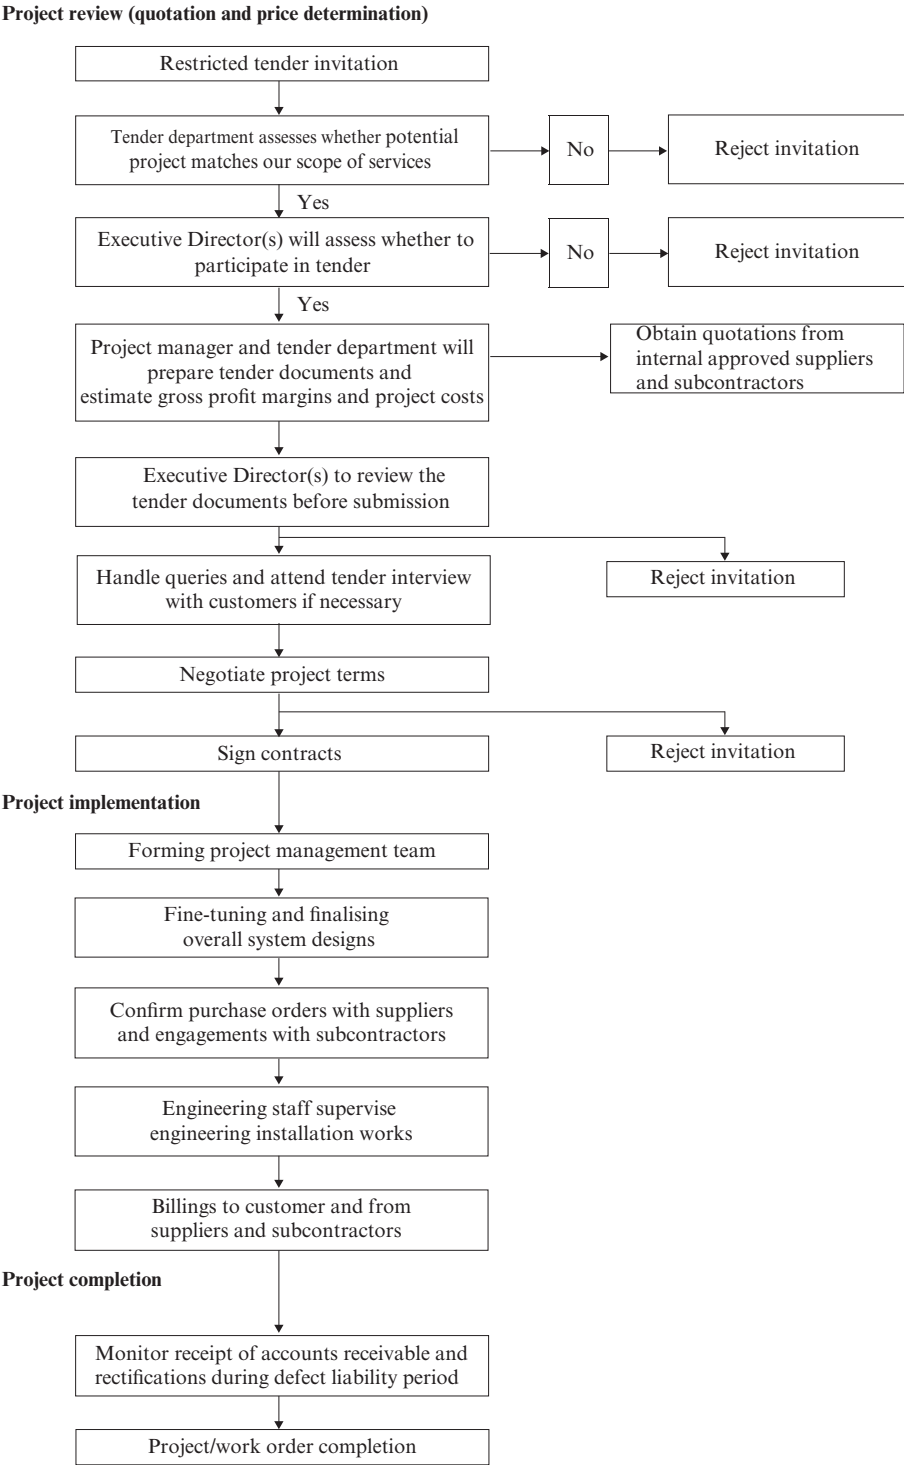 Project review (quotation and price determination)
Restricted tender invitation
Tender department assesses whether potential
project matches our scope of services
No
Reject invitation
Yes
Executive Director(s) will assess whether to
participate in tender
No
Reject invitation
Yes
Project manager and tender department will
prepare tender documents and
estimate gross profit margins and project costs
Obtain quotations from
internal approved suppliers
and subcontractors
Executive Director(s) to review the
tender documents before submission
Handle queries and attend tender interview
with customers if necessary
Reject invitation
Negotiate project terms
Sign contracts
Reject invitation
Project implementation
Forming project management team
Fine-tuning and finalising
overall system designs
Confirm purchase orders with suppliers
and engagements with subcontractors
Engineering staff supervise
engineering installation works
Billings to customer and from
suppliers and subcontractors
Project completion
Monitor receipt of accounts receivable and
rectifications during defect liability period
Project/work order completion